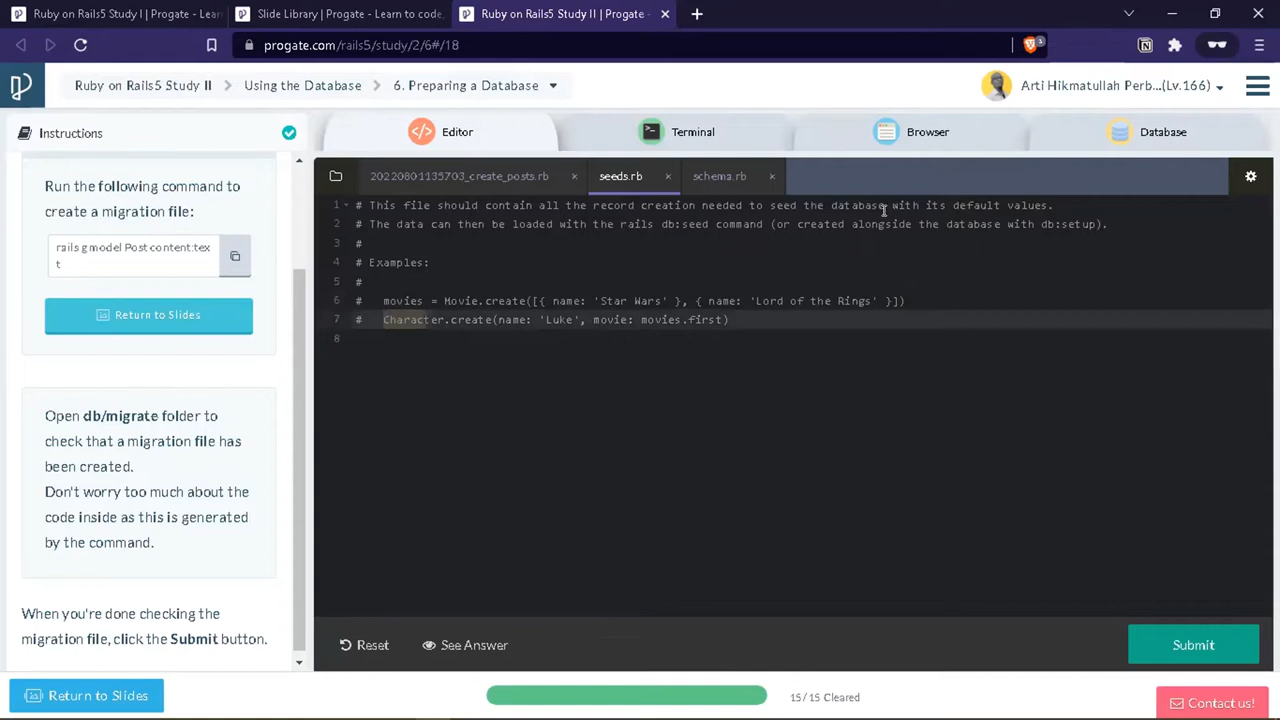 Ruby on Rails5 Study II | Progate - Lear
Slide Library | Progate - Learn to code
Ruby on Rails5 Study II | Progate -
progate.com/rails5/study/2/6#/18
Ruby on Rails5 Study II
Using the Database
6. Preparing a Database
Arti Hikmatullah Perb...(Lv.166)
Instructions
Editor
Terminal
Browser
Database
Run the following command to
create a migration file:
rails g model Post content:tex
t
Return to Slides
Open db/migrate folder to
check that a migration file has
been created.
Don't worry too much about the
code inside as this is generated
by the command.
When you're done checking the
migration file, click the Submit button.
20220801135703_create_posts.rb
seeds.rb
schema.rb
1 # This file should contain all the record creation needed to seed the database with its default values.
2 # The data can then be loaded with the rails db:seed command (or created alongside the database with db:setup).
3 #
4 # Examples:
5 #
6 #   movies = Movie.create([{ name: 'Star Wars' }, { name: 'Lord of the Rings' }])
7 #   Character.create(name: 'Luke', movie: movies.first)
8
Reset
See Answer
Submit
Return to Slides
15/15 Cleared
Contact us!